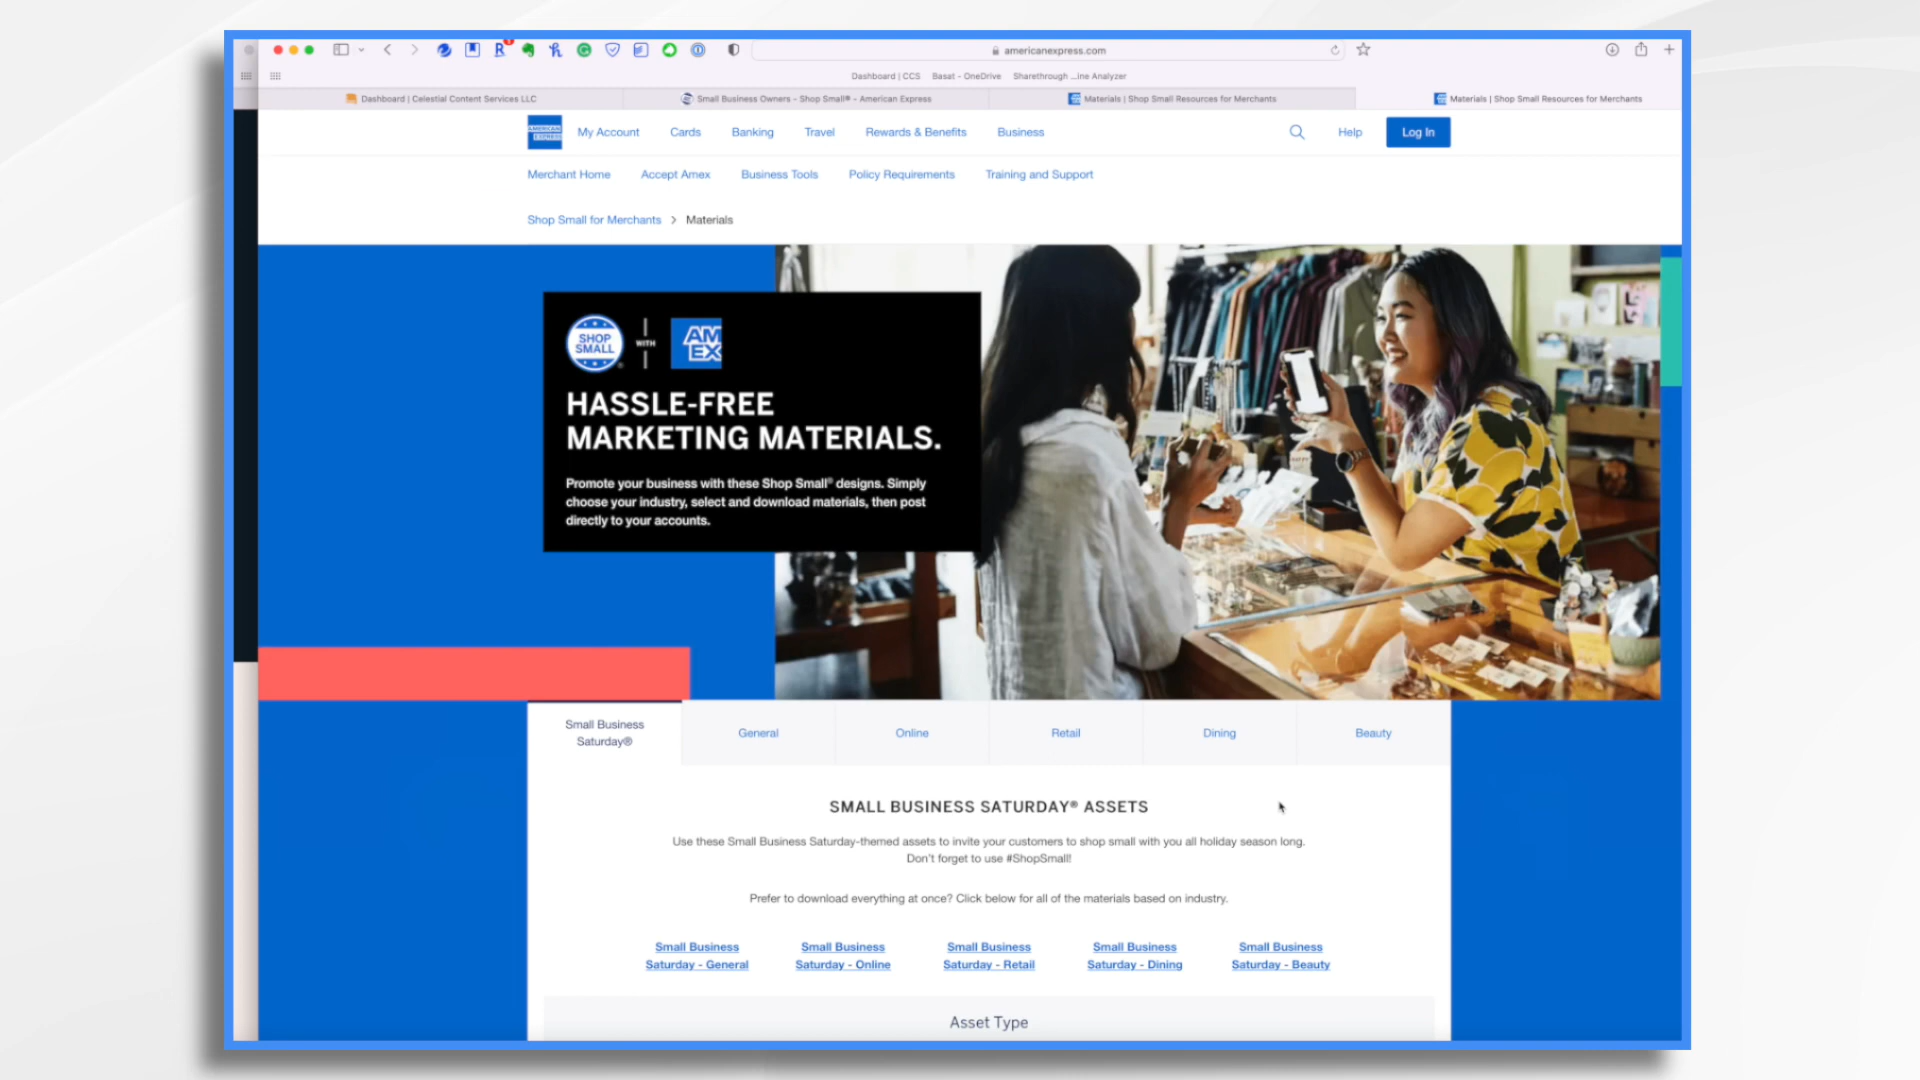 americanexpress.com
Dashboard | CCS Basat - OneDrive Sharethrough ...ine Analyzer
Dashboard | Celestial Content Services LLC
Small Business Owners - Shop Small® - American Express
Materials | Shop Small Resources for Merchants
Materials | Shop Small Resources for Merchants
AMERICAN
EXPRESS
My Account Cards Banking Travel Rewards & Benefits Business Help Log In
Merchant Home Accept Amex Business Tools Policy Requirements Training and Support
Shop Small for Merchants > Materials
SHOP
SMALL
®
WITH
AM
EX
HASSLE-FREE
MARKETING MATERIALS.
Promote your business with these Shop Small® designs. Simply
choose your industry, select and download materials, then post
directly to your accounts.
Small Business
Saturday®
General
Online
Retail
Dining
Beauty
SMALL BUSINESS SATURDAY® ASSETS
Use these Small Business Saturday-themed assets to invite your customers to shop small with you all holiday season long.
Don't forget to use #ShopSmall!
Prefer to download everything at once? Click below for all of the materials based on industry.
Small Business
Saturday - General
Small Business
Saturday - Online
Small Business
Saturday - Retail
Small Business
Saturday - Dining
Small Business
Saturday - Beauty
Asset Type